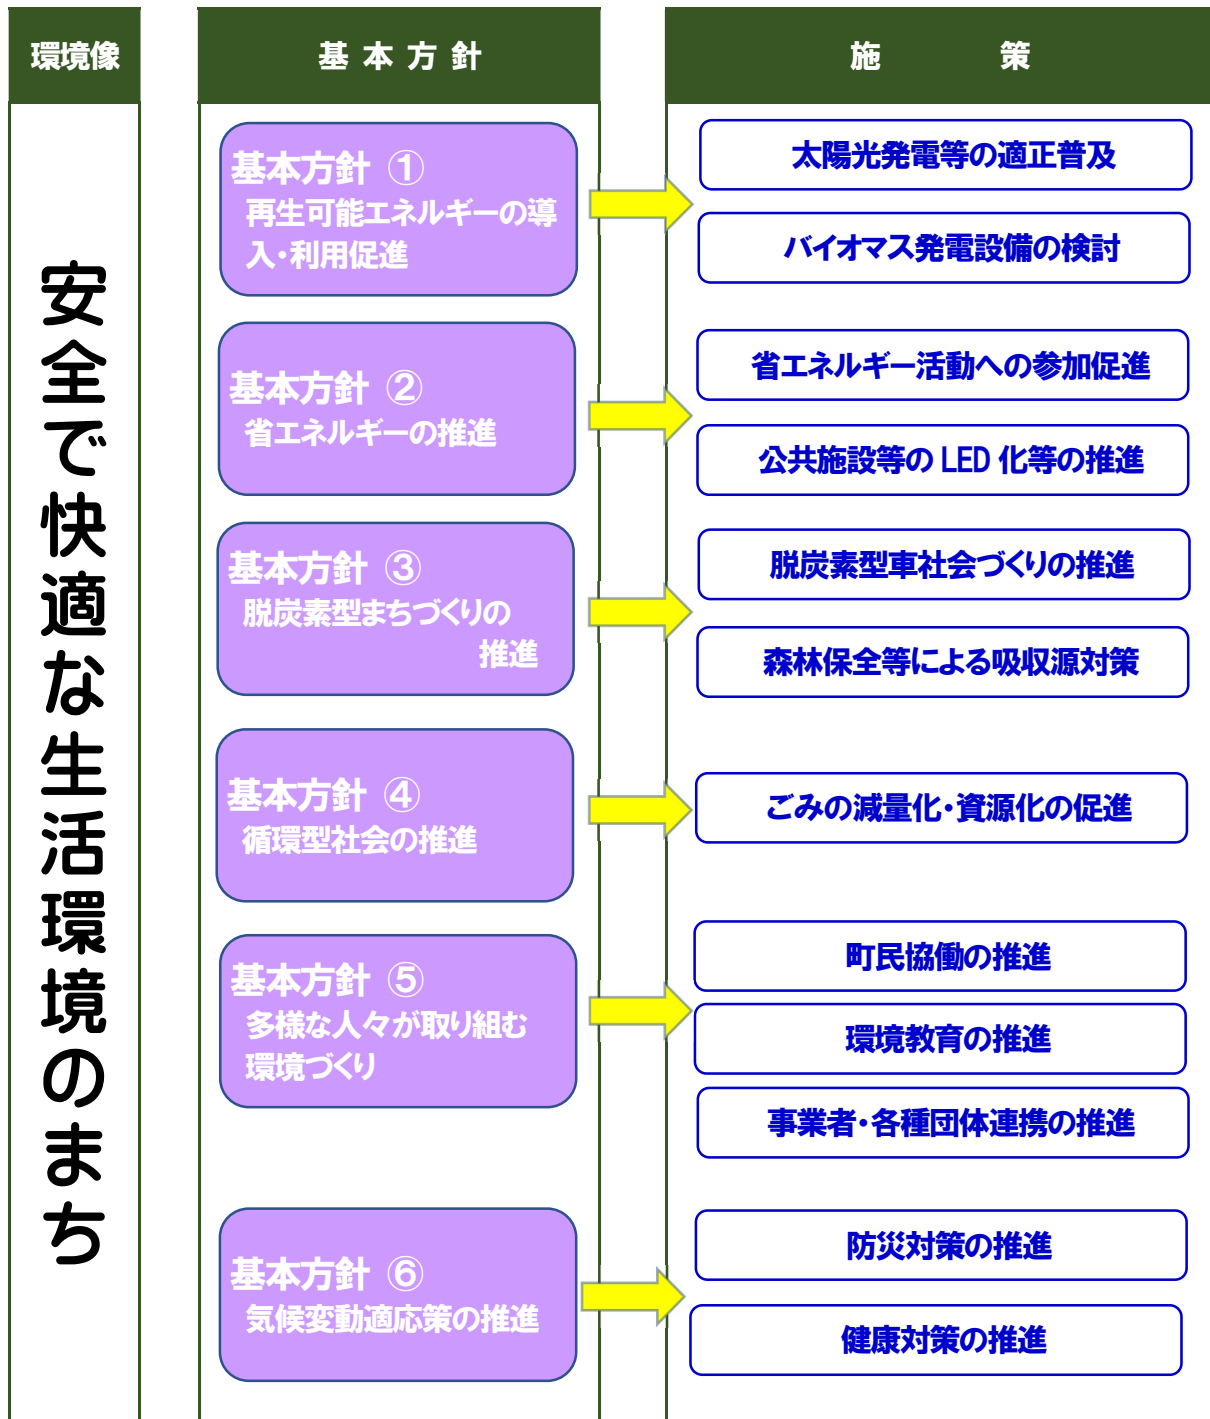 環境像
基本方針
施策
安全で快適な生活環境のまち
基本方針 ①
再生可能エネルギーの導
入・利用促進
太陽光発電等の適正普及
バイオマス発電設備の検討
基本方針 ②
省エネルギーの推進
省エネルギー活動への参加促進
公共施設等の LED 化等の推進
基本方針 ③
脱炭素型まちづくりの
推進
脱炭素型車社会づくりの推進
森林保全等による吸収源対策
基本方針 ④
循環型社会の推進
ごみの減量化・資源化の促進
基本方針 ⑤
多様な人々が取り組む
環境づくり
町民協働の推進
環境教育の推進
事業者・各種団体連携の推進
基本方針 ⑥
気候変動適応策の推進
防災対策の推進
健康対策の推進